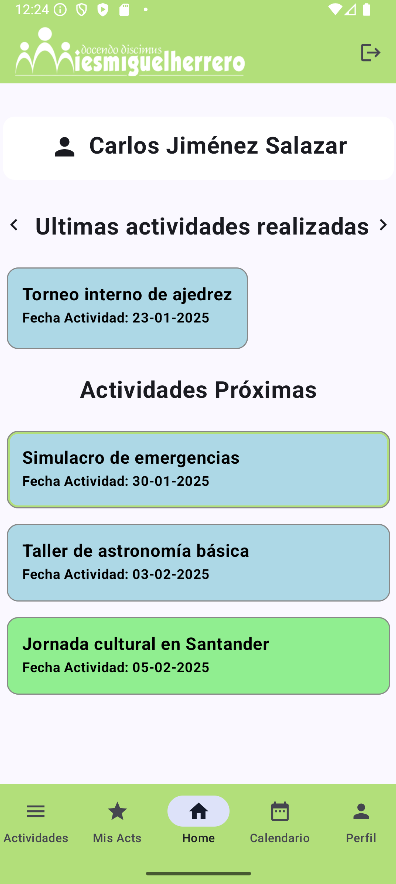 12:24
docendo discimus
iesmiguelherrero
Carlos Jiménez Salazar
Ultimas actividades realizadas
Torneo interno de ajedrez
Fecha Actividad: 23-01-2025
Actividades Próximas
Simulacro de emergencias
Fecha Actividad: 30-01-2025
Taller de astronomía básica
Fecha Actividad: 03-02-2025
Jornada cultural en Santander
Fecha Actividad: 05-02-2025
Actividades Mis Acts Home Calendario Perfil